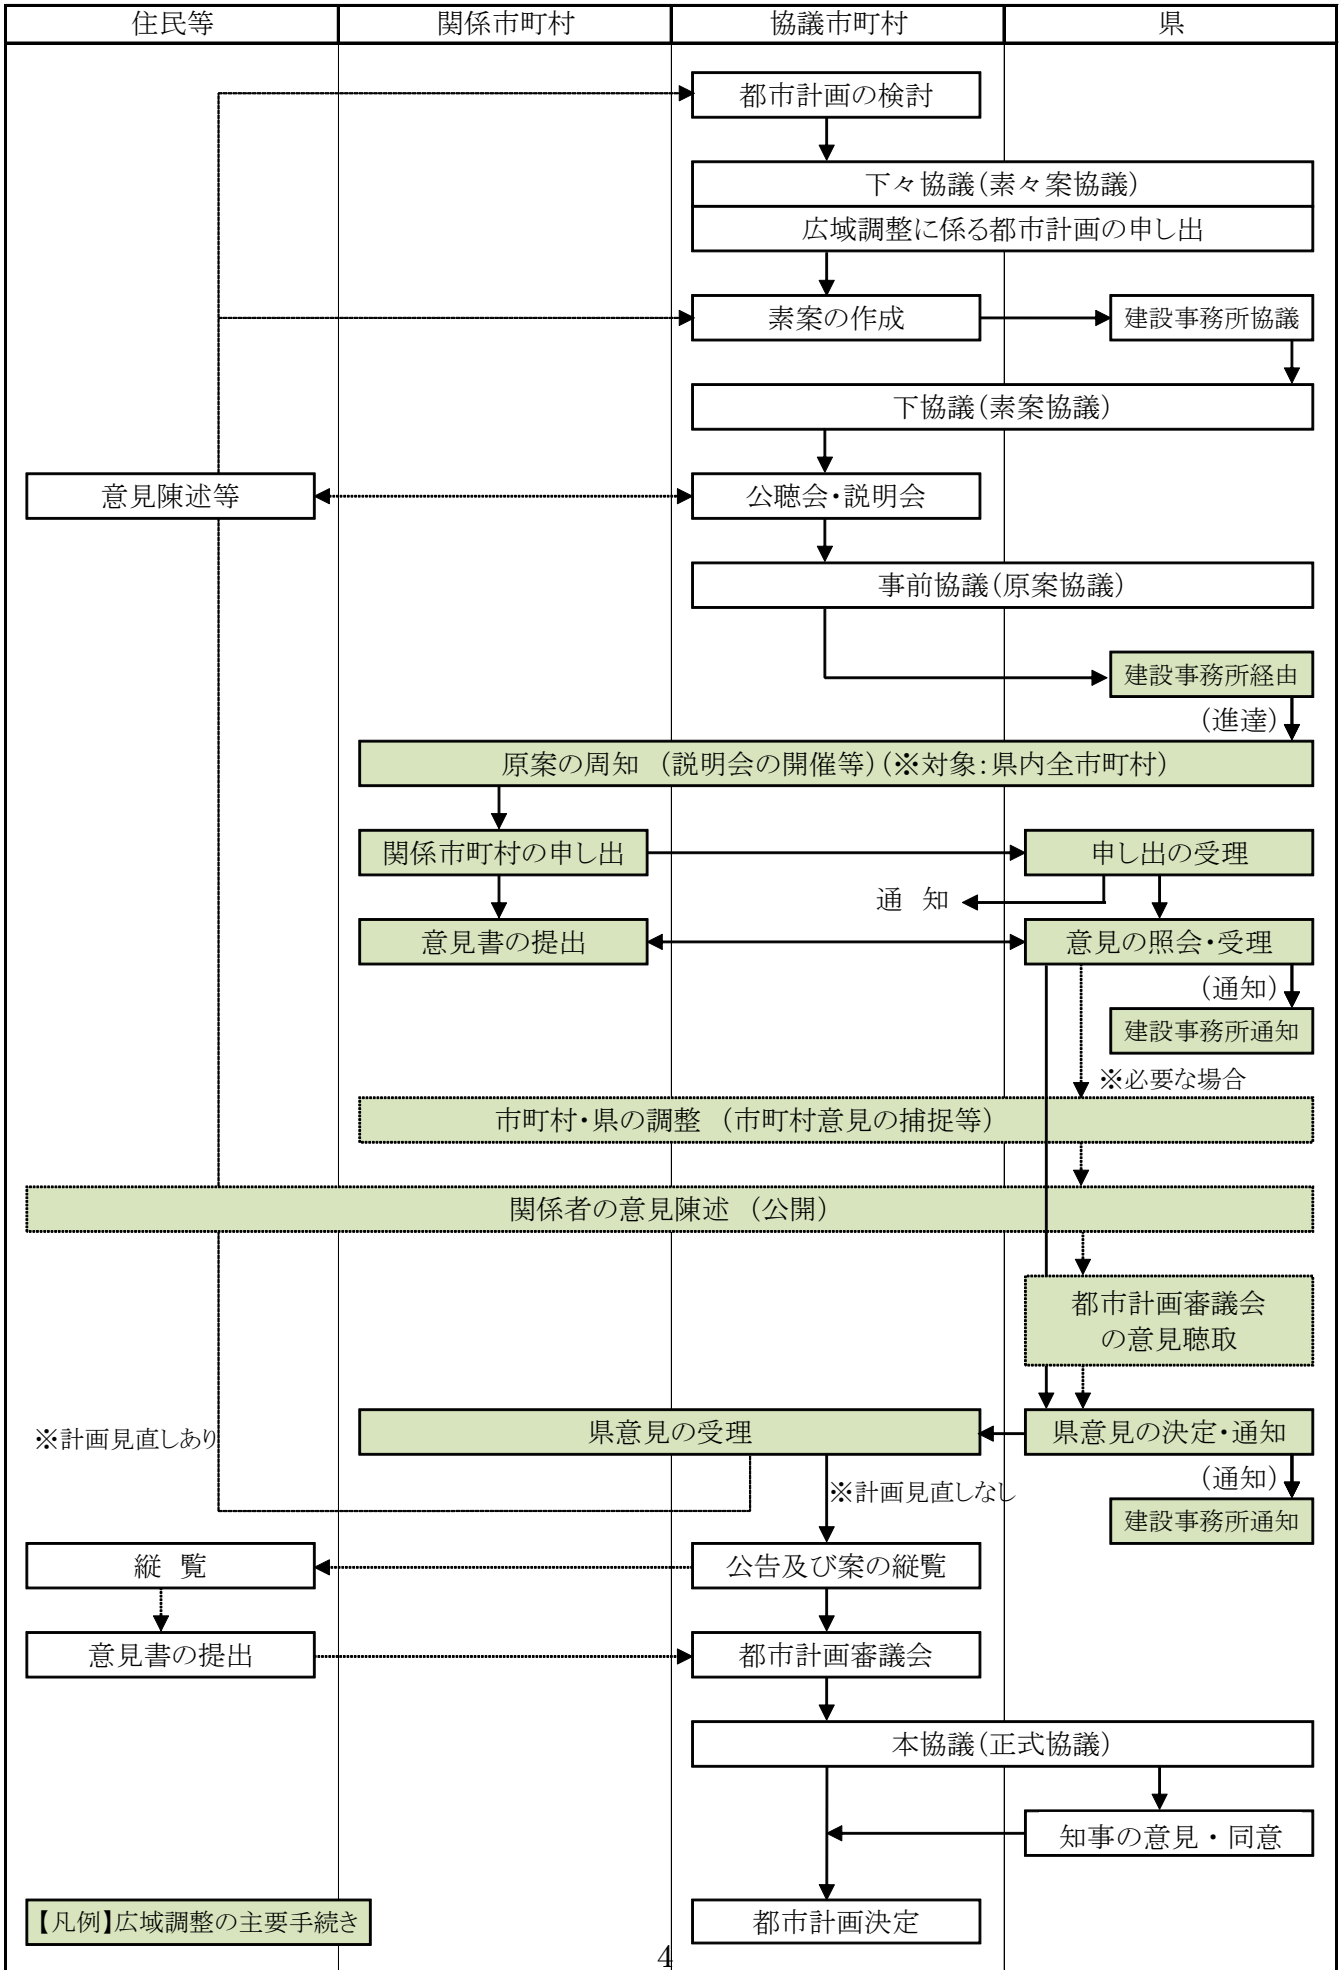 住民等
関係市町村
協議市町村
県
都市計画の検討
下々協議(素々案協議)
広域調整に係る都市計画の申し出
素案の作成
建設事務所協議
下協議(素案協議)
意見陳述等
公聴会・説明会
事前協議(原案協議)
建設事務所経由
(進達)
原案の周知 (説明会の開催等)(※対象:県内全市町村)
関係市町村の申し出
申し出の受理
通 知
意見書の提出
意見の照会・受理
(通知)
建設事務所通知
※必要な場合
市町村・県の調整 (市町村意見の捕捉等)
関係者の意見陳述 (公開)
都市計画審議会
の意見聴取
※計画見直しあり
県意見の受理
県意見の決定・通知
(通知)
※計画見直しなし
建設事務所通知
縦 覧
公告及び案の縦覧
意見書の提出
都市計画審議会
本協議(正式協議)
知事の意見・同意
【凡例】広域調整の主要手続き
都市計画決定
4